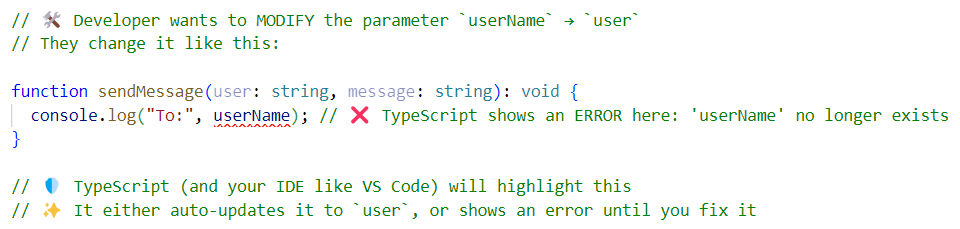 // 🛠 Developer wants to MODIFY the parameter `userName` → `user`
// They change it like this:
function sendMessage(user: string, message: string): void {
console.log("To:", userName); // ❌ TypeScript shows an ERROR here: 'userName' no longer exists
}
// 🛡 TypeScript (and your IDE like VS Code) will highlight this
// ✨ It either auto-updates it to `user`, or shows an error until you fix it